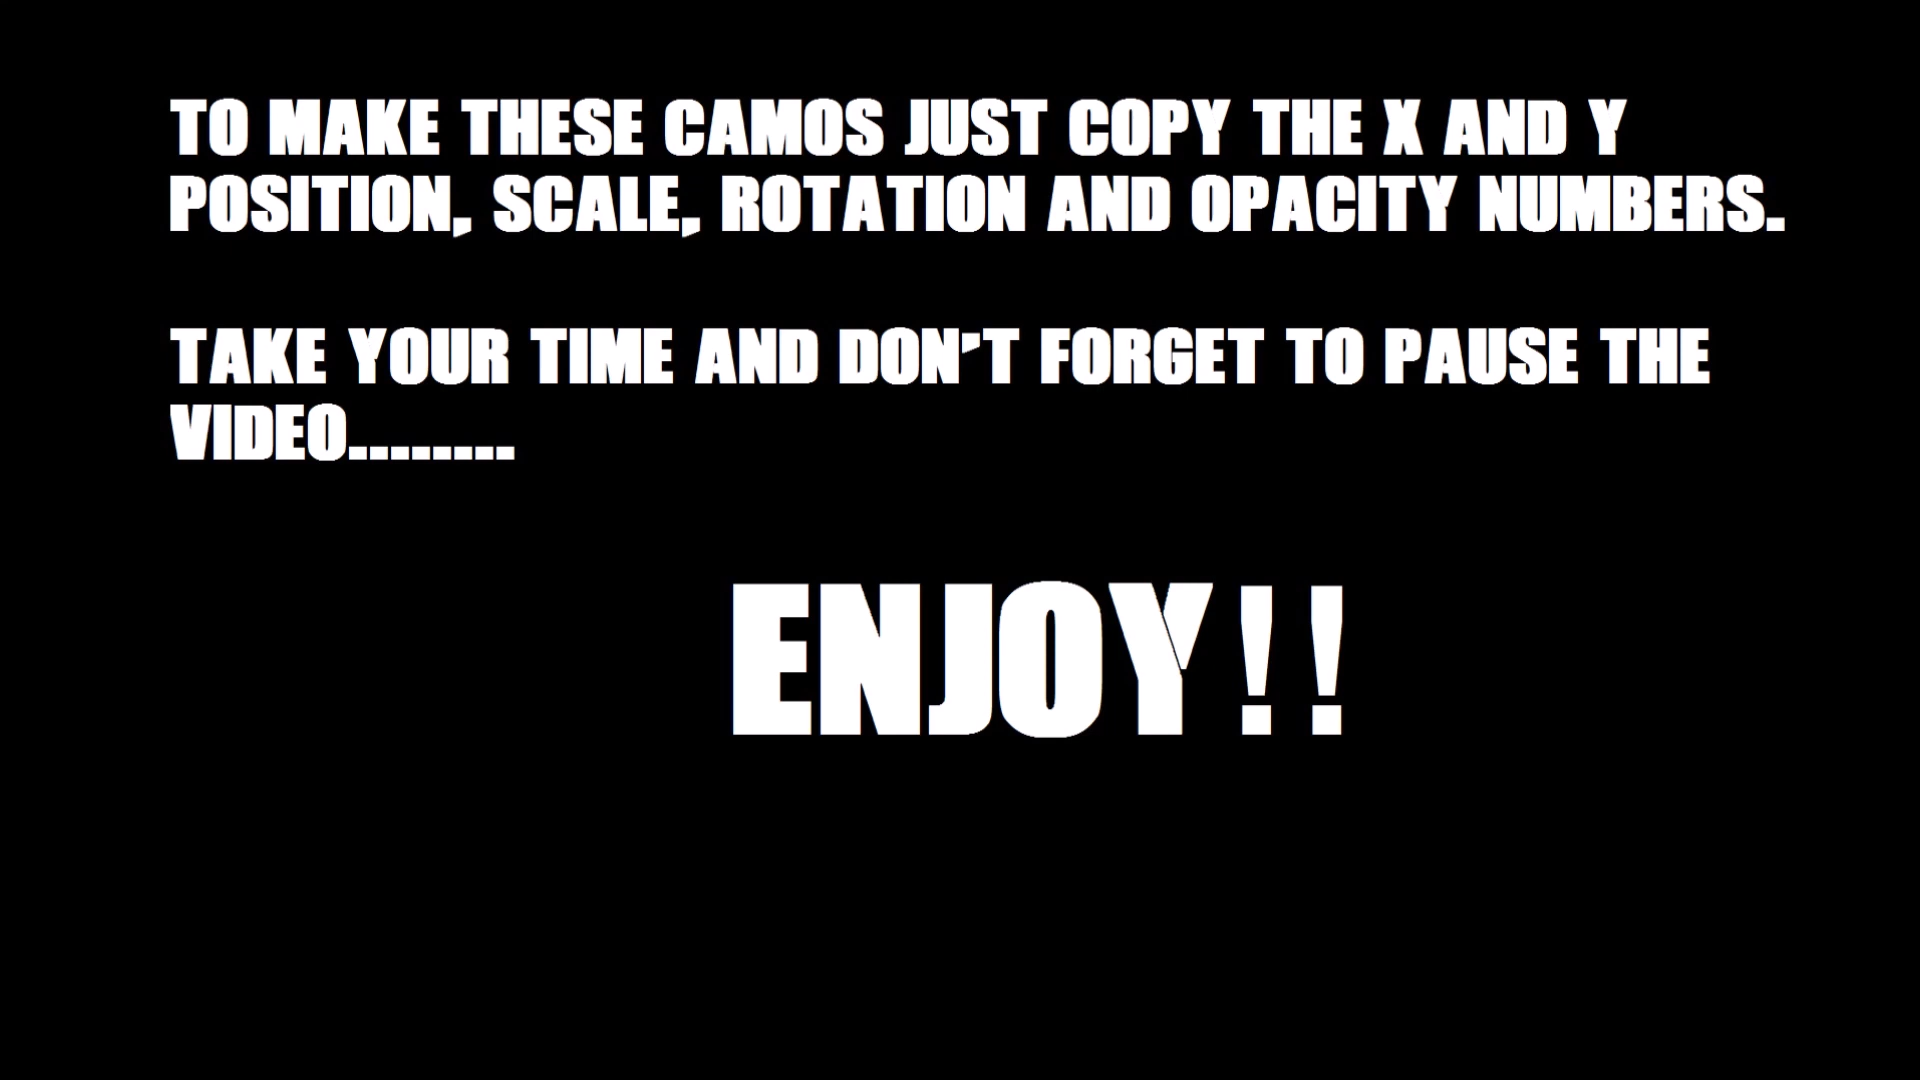 TO MAKE THESE CAMOS JUST COPY THE X AND Y
POSITION, SCALE, ROTATION AND OPACITY NUMBERS.
TAKE YOUR TIME AND DON'T FORGET TO PAUSE THE
VIDEO........
ENJOY!!